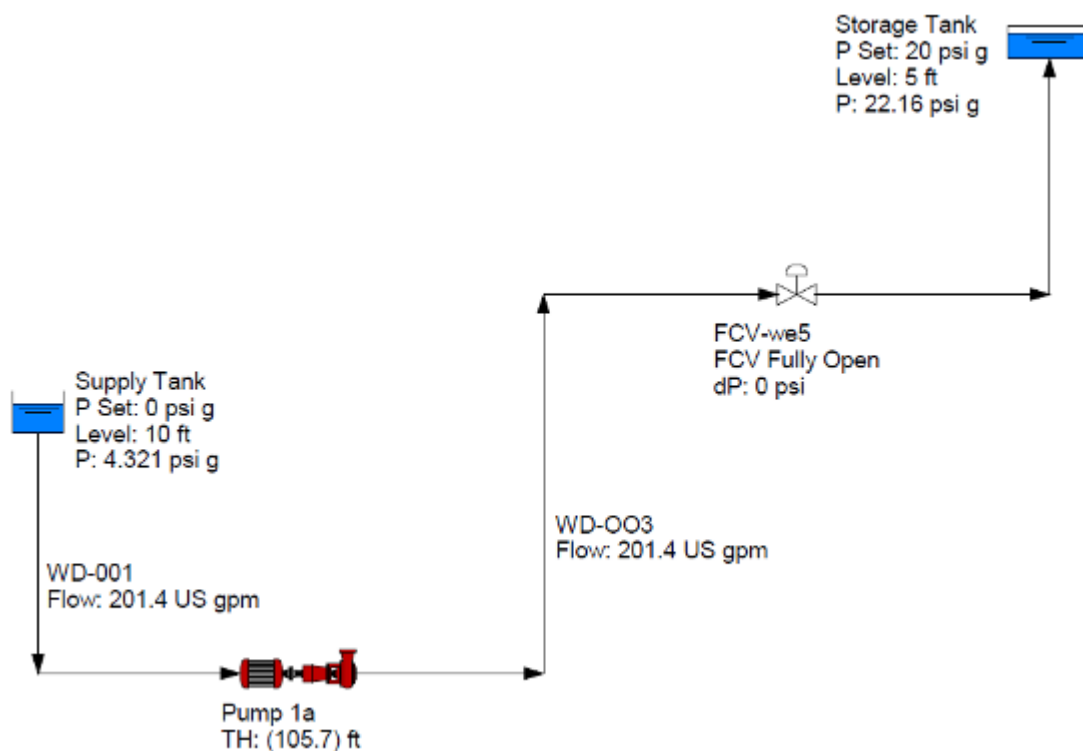 Storage Tank
P Set: 20 psi g
Level: 5 ft
P: 22.16 psi g
FCV-we5
FCV Fully Open
dP: 0 psi
Supply Tank
P Set: 0 psi g
Level: 10 ft
P: 4.321 psi g
WD-OO3
Flow: 201.4 US gpm
WD-001
Flow: 201.4 US gpm
Pump 1a
TH: (105.7) ft